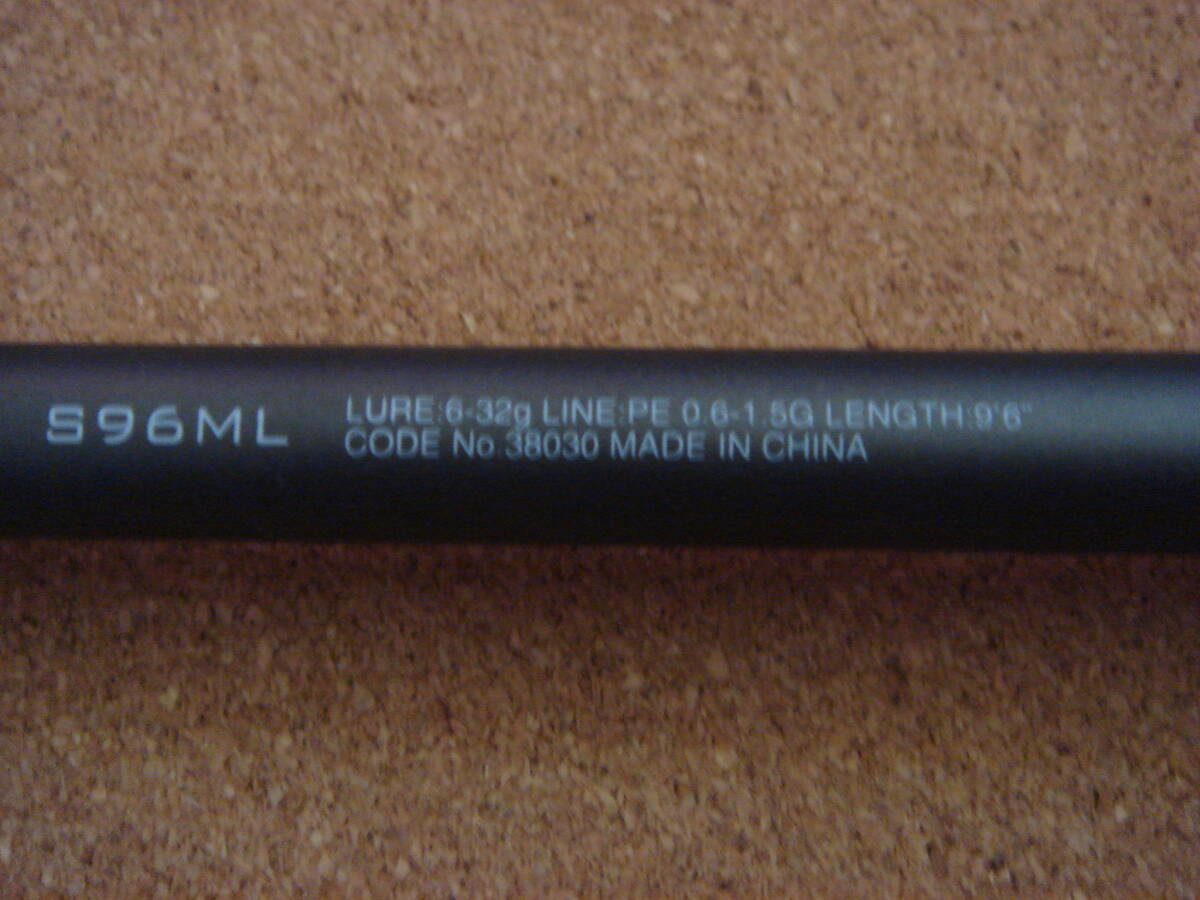 S96ML
LURE:6-32g LINE:PE 0.6-1.5G LENGTH:9'6"
CODE No.38030 MADE IN CHINA